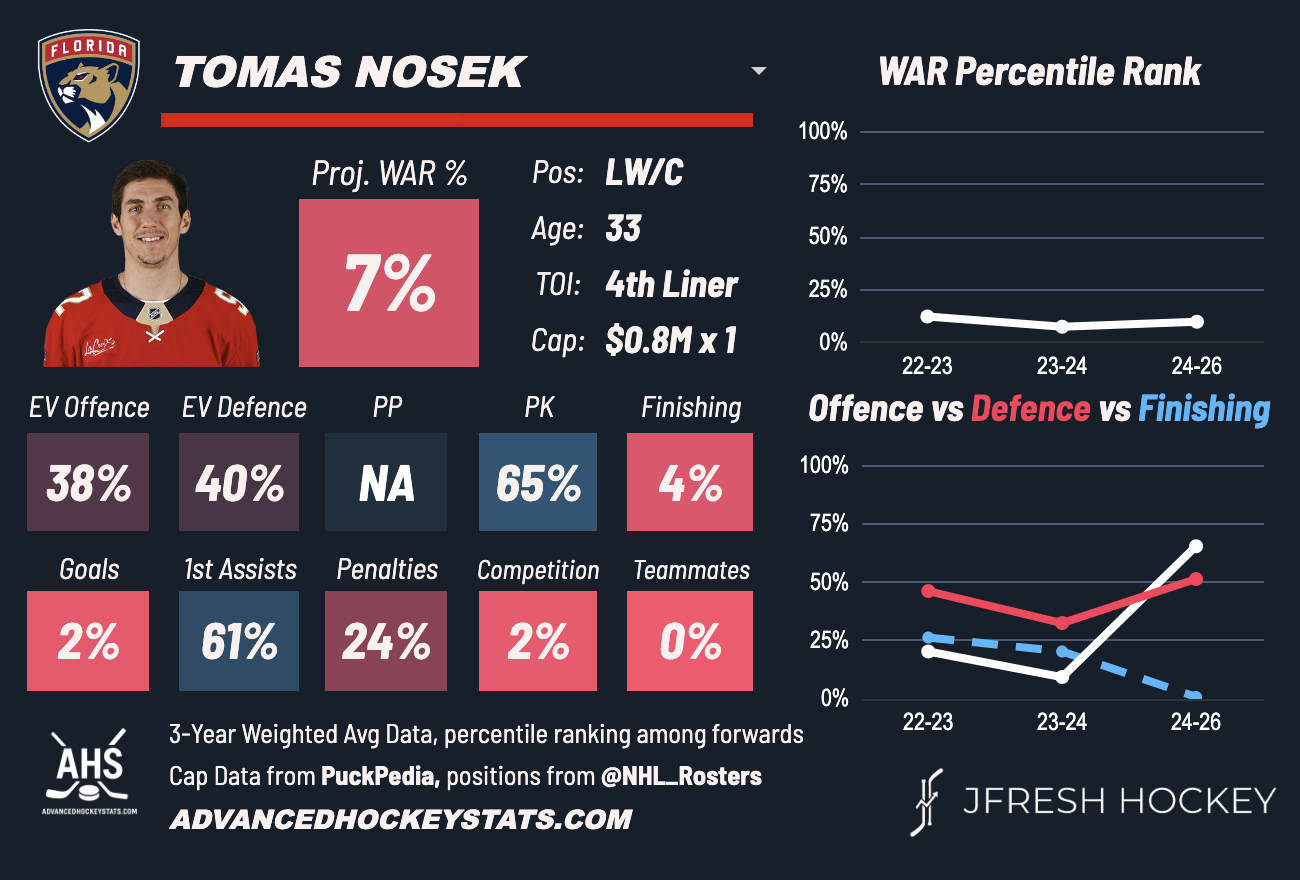 FLORIDA
TOMAS NOSEK
Proj. WAR %
7%
Pos: LW/C
Age: 33
TOI: 4th Liner
Cap: $0.8M x 1
EV Offence EV Defence PP PK Finishing
38% 40% NA 65% 4%
Goals 1st Assists Penalties Competition Teammates
2% 61% 24% 2% 0%
WAR Percentile Rank
100%
75%
50%
25%
0%
22-23 23-24 24-26
Offence vs Defence vs Finishing
100%
75%
50%
25%
0%
22-23 23-24 24-26
AHS
ADVANCEDHOCKEYSTATS.COM
3-Year Weighted Avg Data, percentile ranking among forwards
Cap Data from PuckPedia, positions from @NHL_Rosters
ADVANCEDHOCKEYSTATS.COM
JFRESH HOCKEY